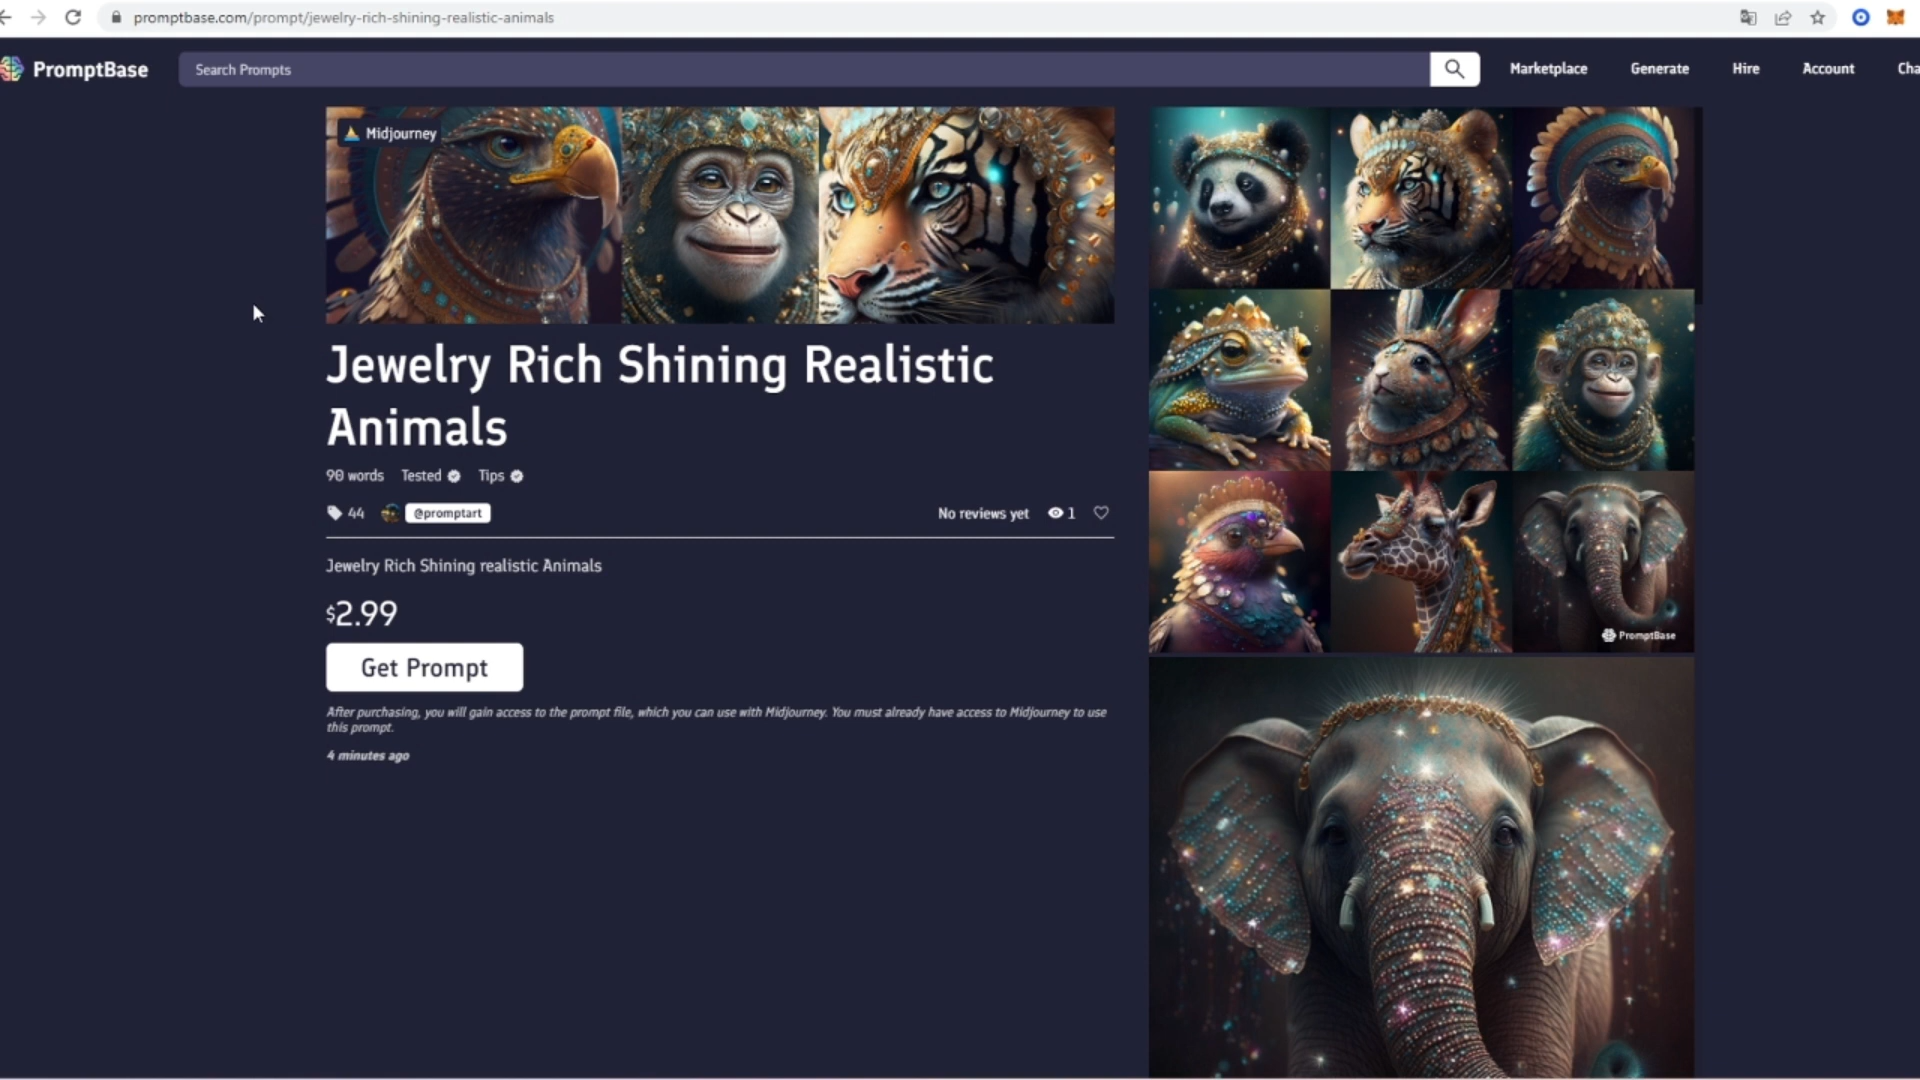 promptbase.com/prompt/jewelry-rich-shining-realistic-animals
PromptBase
Search Prompts
Marketplace
Generate
Hire
Account
Cha
Midjourney
Jewelry Rich Shining Realistic
Animals
90 words Tested Tips
44 @promptart
No reviews yet 1
Jewelry Rich Shining realistic Animals
$2.99
Get Prompt
After purchasing, you will gain access to the prompt file, which you can use with Midjourney. You must already have access to Midjourney to use
this prompt.
4 minutes ago
PromptBase